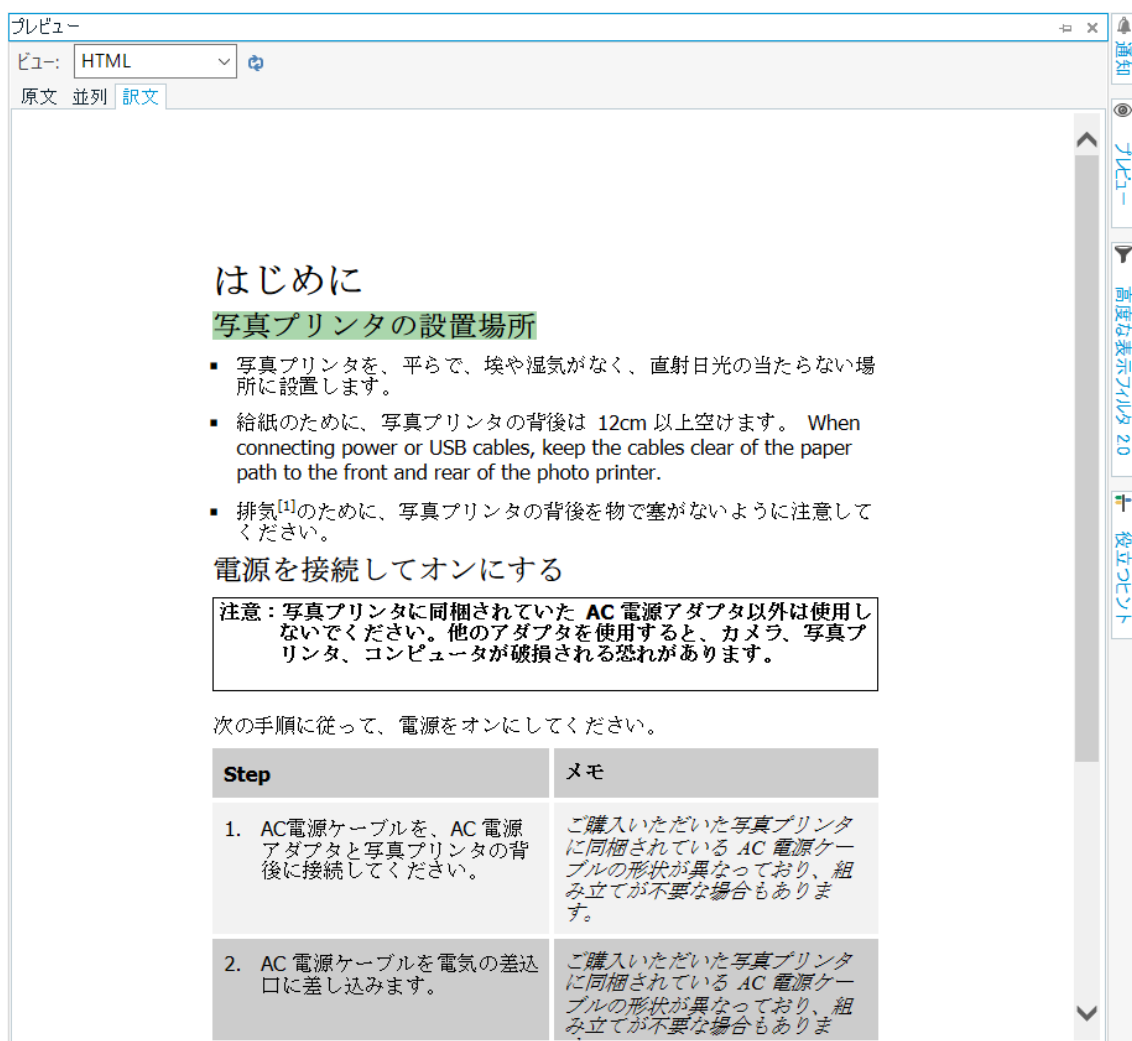 プレビュー
ビュー: HTML
原文 並列 訳文
はじめに
写真プリンタの設置場所
▪ 写真プリンタを、平らで、埃や湿気がなく、直射日光の当たらない場
所に設置します。
▪ 給紙のために、写真プリンタの背後は 12cm 以上空けます。 When
connecting power or USB cables, keep the cables clear of the paper
path to the front and rear of the photo printer.
▪ 排気[1]のために、写真プリンタの背後を物で塞がないように注意して
ください。
電源を接続してオンにする
注意：写真プリンタに同梱されていた AC 電源アダプタ以外は使用し
ないでください。他のアダプタを使用すると、カメラ、写真プ
リンタ、コンピュータが破損される恐れがあります。
次の手順に従って、電源をオンにしてください。
Step
メモ
1. AC電源ケーブルを、AC 電源
アダプタと写真プリンタの背
後に接続してください。
ご購入いただいた写真プリンタ
に同梱されている AC 電源ケー
ブルの形状が異なっており、組
み立てが不要な場合もありま
す。
2. AC 電源ケーブルを電気の差込
口に差し込みます。
ご購入いただいた写真プリンタ
に同梱されている AC 電源ケー
ブルの形状が異なっており、組
み立てが不要な場合もありま
通知
プレビュー
高度な表示フィルタ 2.0
役立つヒント